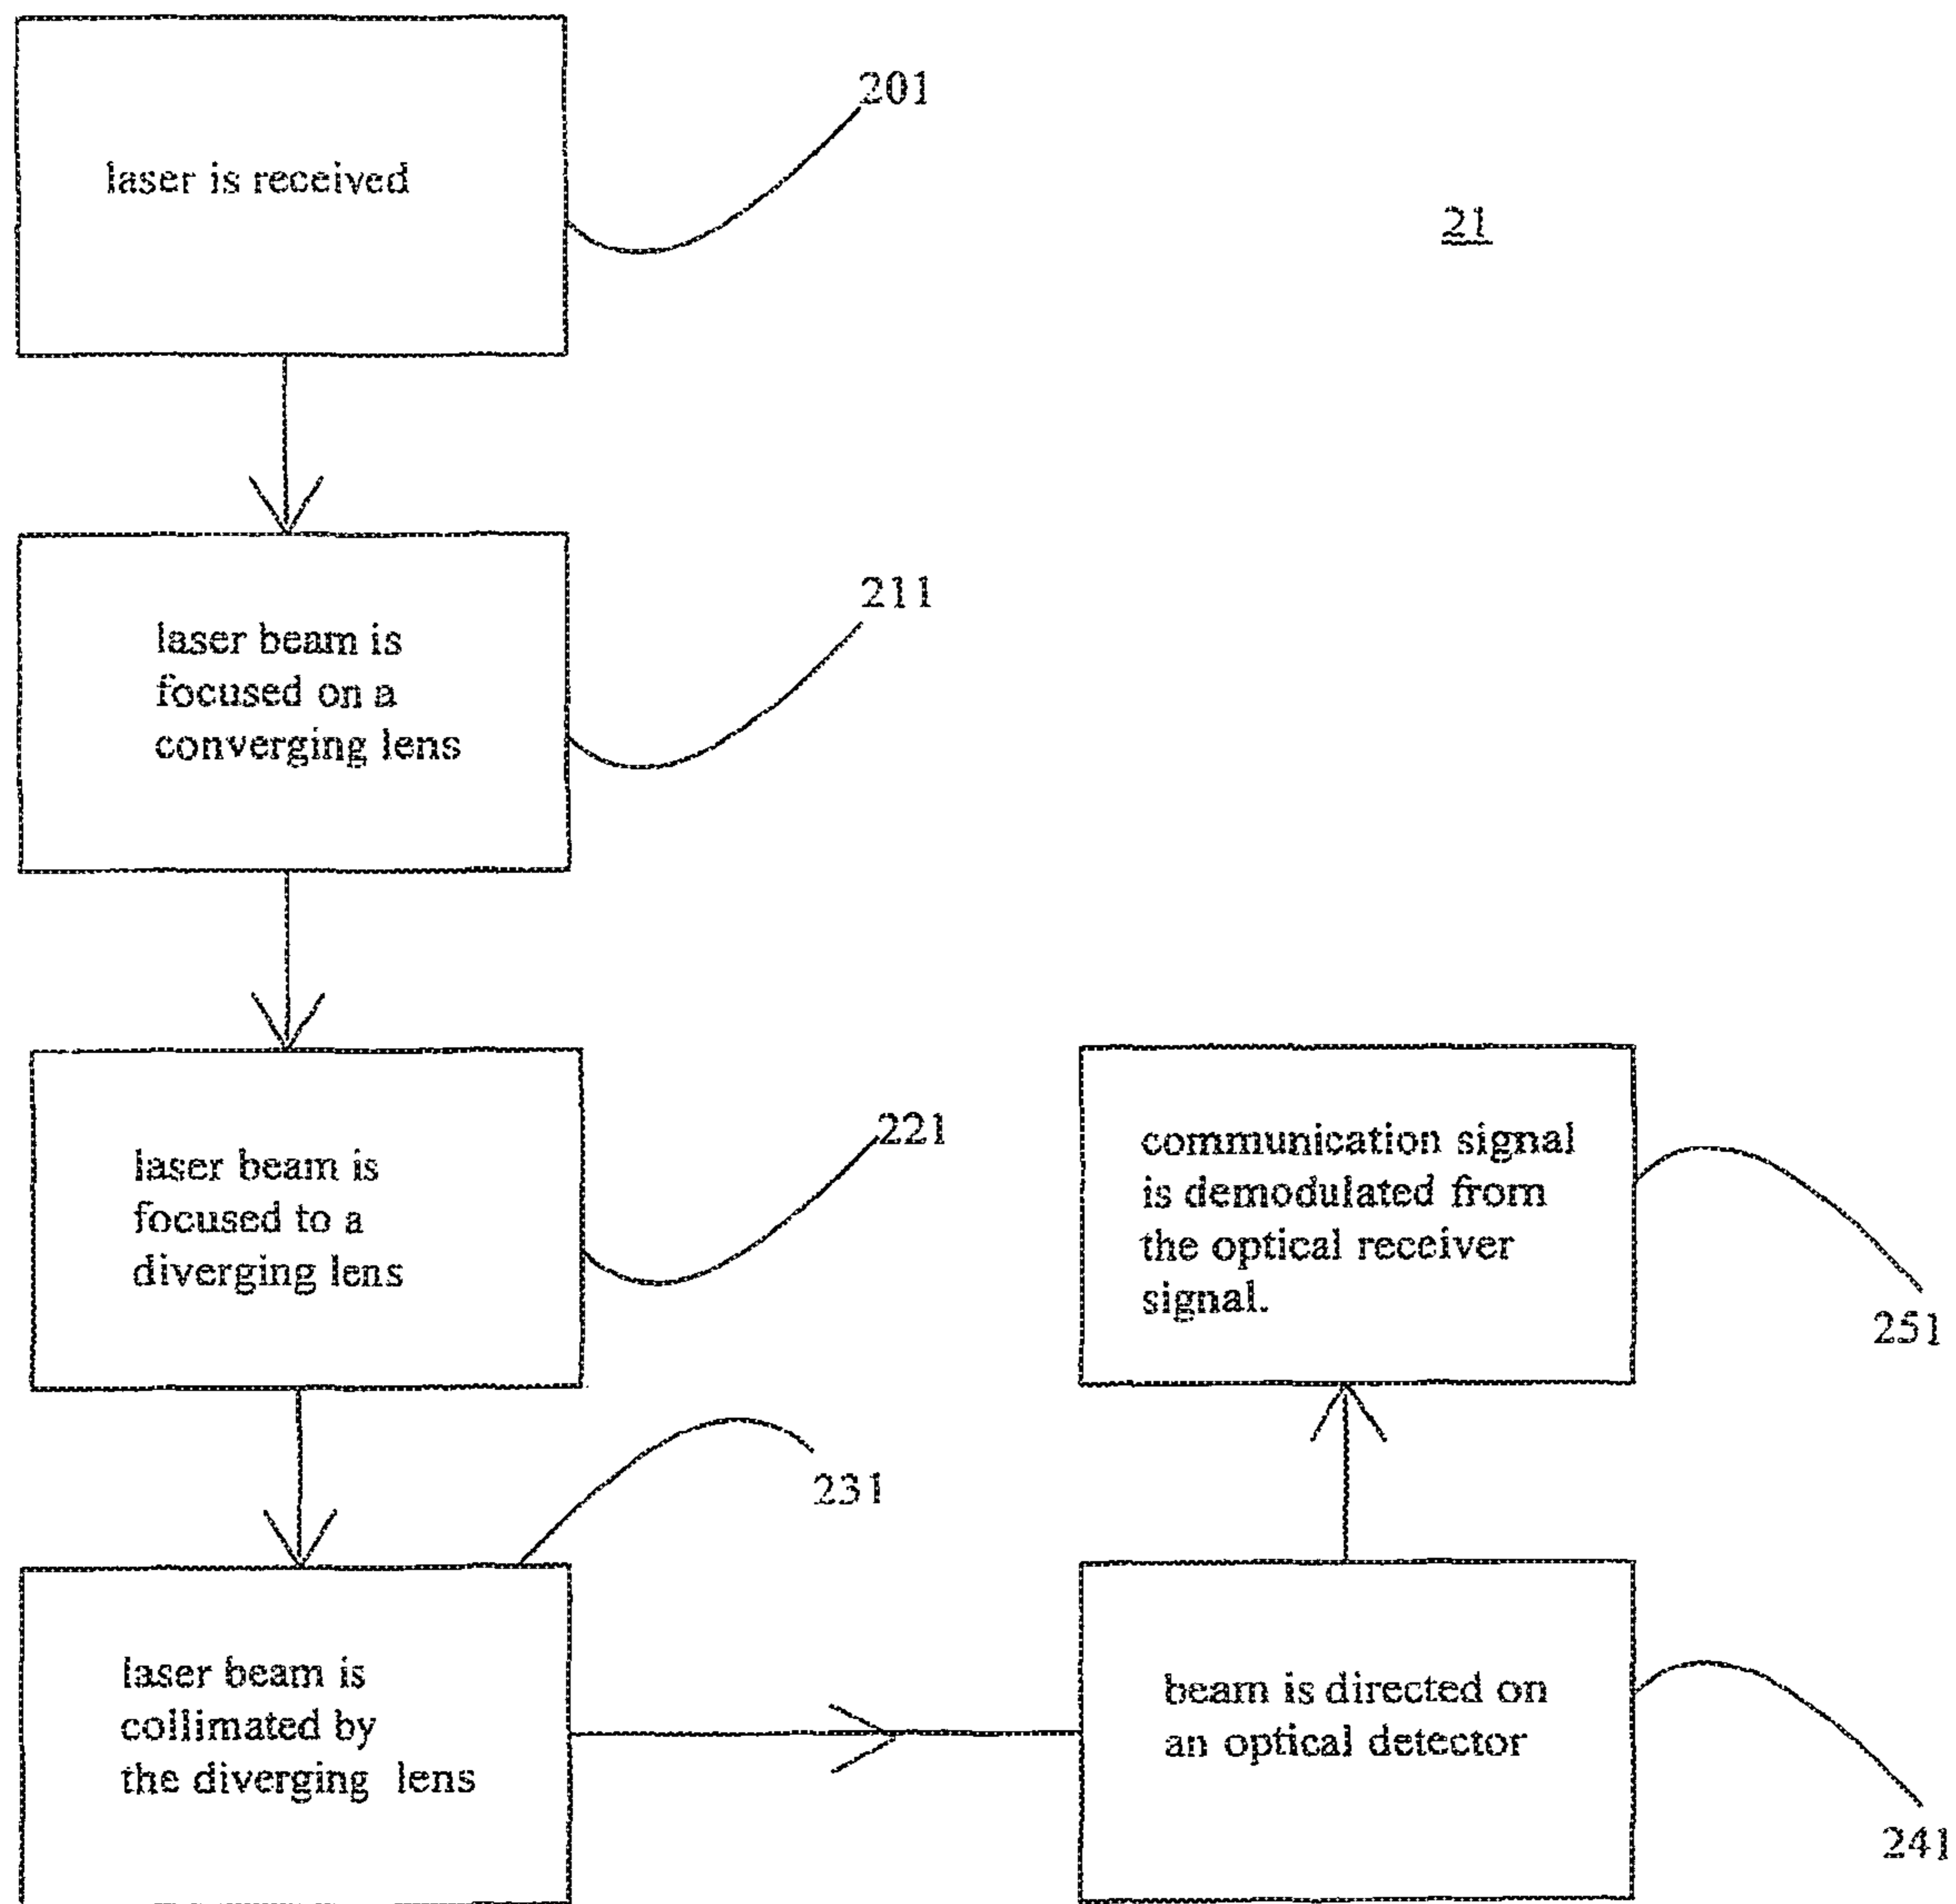 laser is received
201
21
laser beam is
focused on a
converging lens
211
laser beam is
focused to a
diverging lens
221
laser beam is
collimated by
the diverging lens
231
beam is directed on
an optical detector
241
communication signal
is demodulated from
the optical receiver
signal.
251